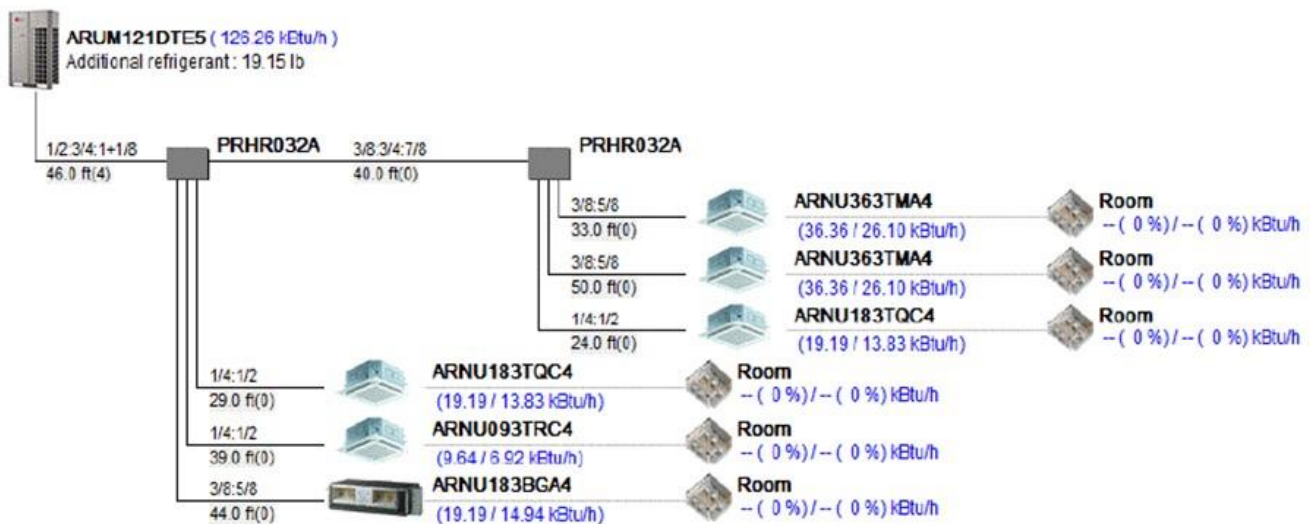 ARUM121DTE5 ( 126.26 kBtu/h )
Additional refrigerant : 19.15 lb
1/2:3/4:1+1/8
46.0 ft(4)
PRHR032A
3/8:3/4:7/8
40.0 ft(0)
PRHR032A
3/8:5/8
33.0 ft(0)
ARNU363TMA4
(36.36 / 26.10 kBtu/h)
Room
-- ( 0 %) / -- ( 0 %) kBtu/h
3/8:5/8
50.0 ft(0)
ARNU363TMA4
(36.36 / 26.10 kBtu/h)
Room
-- ( 0 %) / -- ( 0 %) kBtu/h
1/4:1/2
24.0 ft(0)
ARNU183TQC4
(19.19 / 13.83 kBtu/h)
Room
-- ( 0 %) / -- ( 0 %) kBtu/h
1/4:1/2
29.0 ft(0)
ARNU183TQC4
(19.19 / 13.83 kBtu/h)
Room
-- ( 0 %) / -- ( 0 %) kBtu/h
1/4:1/2
39.0 ft(0)
ARNU093TRC4
(9.64 / 6.92 kBtu/h)
Room
-- ( 0 %) / -- ( 0 %) kBtu/h
3/8:5/8
44.0 ft(0)
ARNU183BGA4
(19.19 / 14.94 kBtu/h)
Room
-- ( 0 %) / -- ( 0 %) kBtu/h